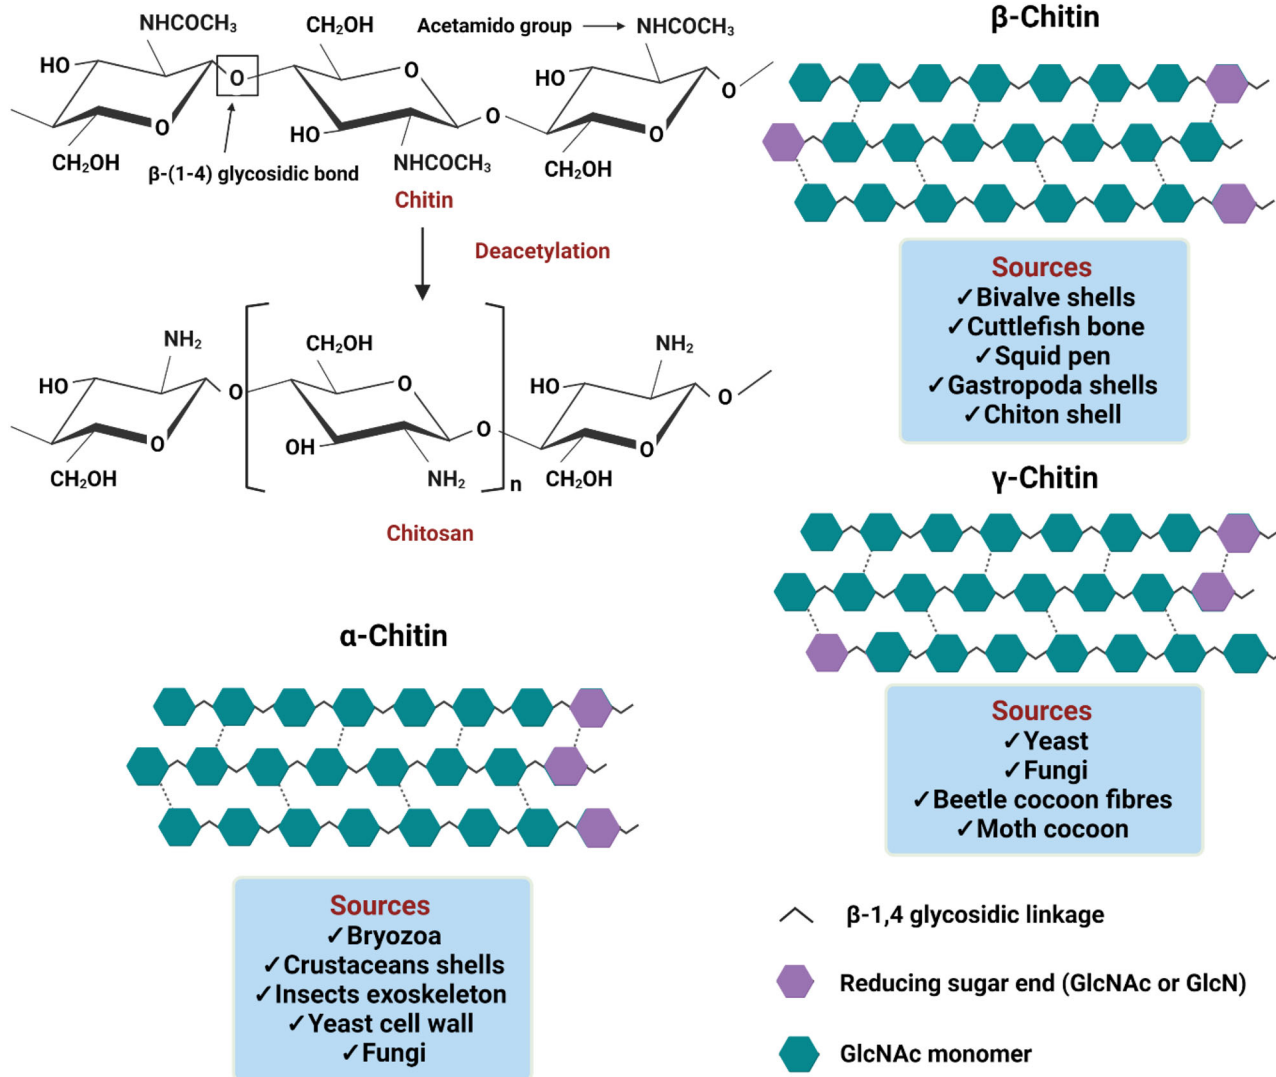 NHCOCH₃
CH₂OH
Acetamido group
NHCOCH₃
HO
O
O
O
HO
O
O
HO
O
O
CH₂OH
NHCOCH₃
CH₂OH
β-(1-4) glycosidic bond
Chitin
Deacetylation
NH₂
CH₂OH
NH₂
HO
O
O
HO
O
O
OH
O
O
CH₂OH
NH₂
n
CH₂OH
Chitosan
β-Chitin
Sources
✓Bivalve shells
✓Cuttlefish bone
✓Squid pen
✓Gastropoda shells
✓Chiton shell
γ-Chitin
Sources
✓Yeast
✓Fungi
✓Beetle cocoon fibres
✓Moth cocoon
α-Chitin
Sources
✓Bryozoa
✓Crustaceans shells
✓Insects exoskeleton
✓Yeast cell wall
✓Fungi
β-1,4 glycosidic linkage
Reducing sugar end (GlcNAc or GlcN)
GlcNAc monomer